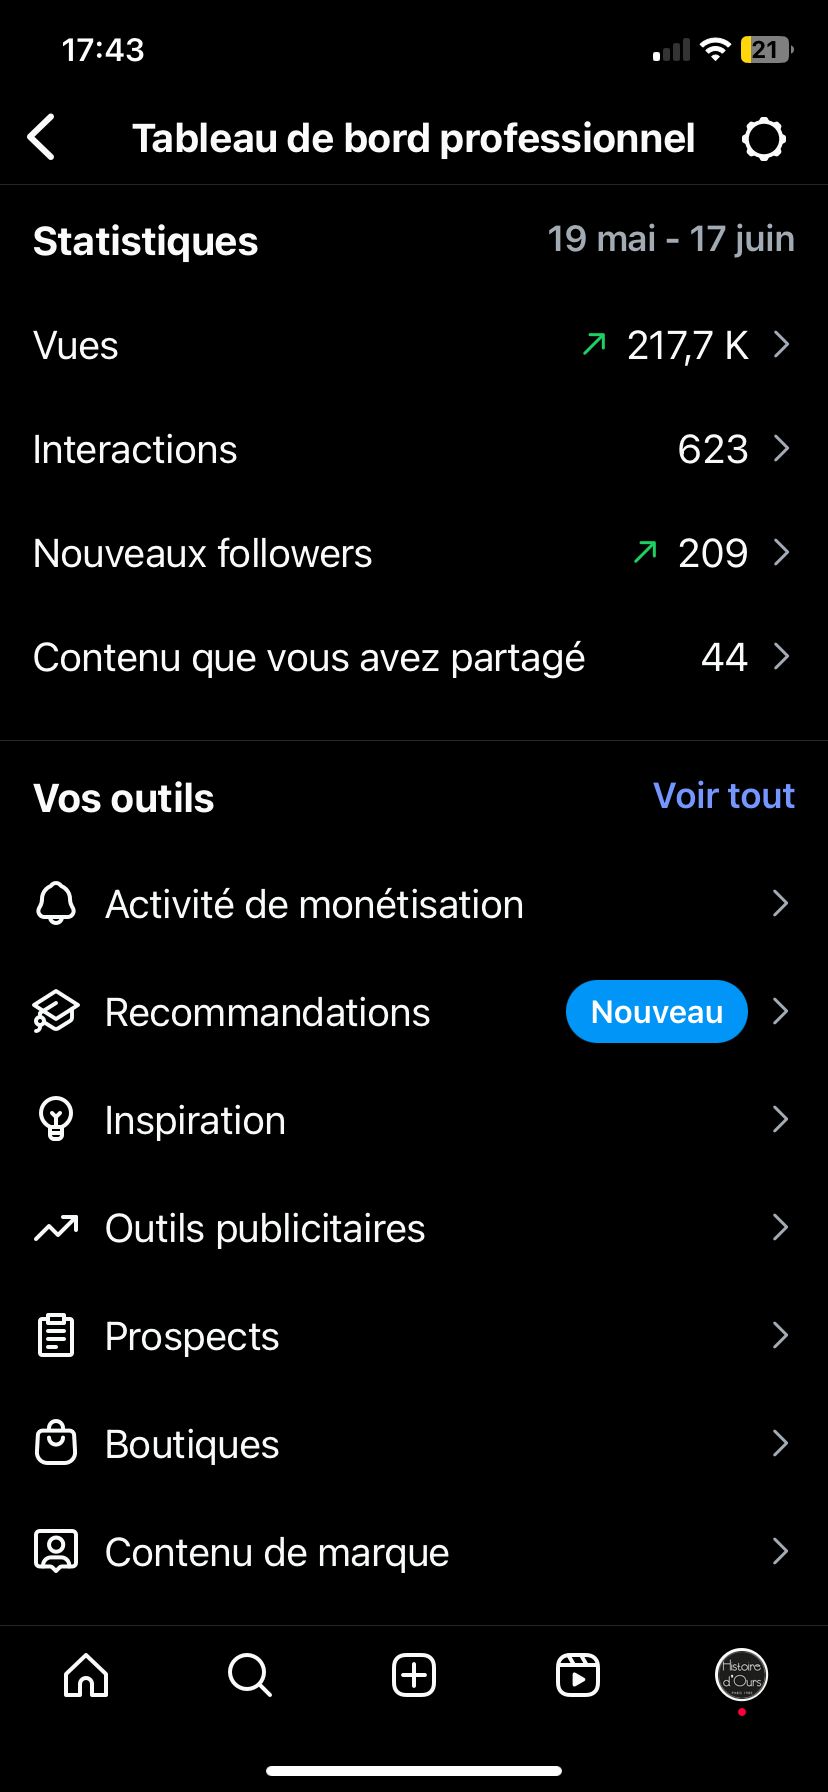 17:43
21
Tableau de bord professionnel
Statistiques
19 mai - 17 juin
Vues
217,7 K
Interactions
623
Nouveaux followers
209
Contenu que vous avez partagé
44
Vos outils
Voir tout
Activité de monétisation
Recommandations
Nouveau
Inspiration
Outils publicitaires
Prospects
Boutiques
Contenu de marque
Histoire
d'Ours